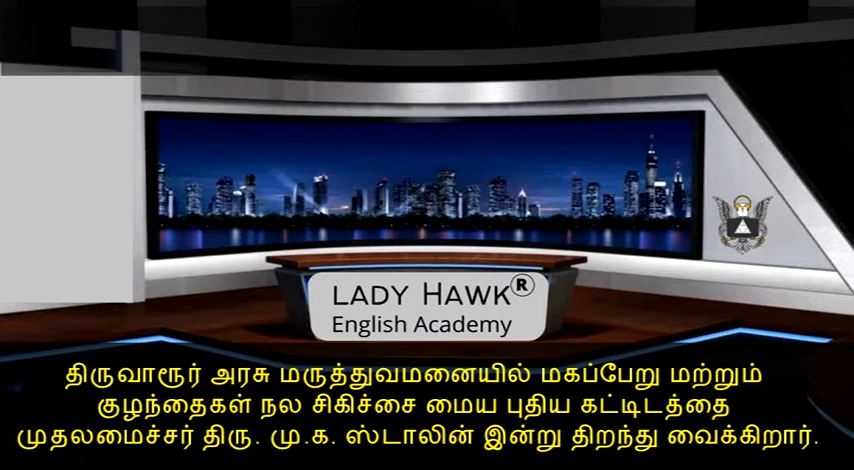 LADY HAWK®
English Academy
திருவாரூர் அரசு மருத்துவமனையில் மகப்பேறு மற்றும்
குழந்தைகள் நல சிகிச்சை மைய புதிய கட்டிடத்தை
முதலமைச்சர் திரு. மு.க. ஸ்டாலின் இன்று திறந்து வைக்கிறார்.